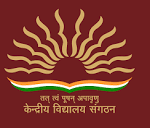 तत् त्वं पूषन् अपावृणु
केन्द्रीय विद्यालय संगठन